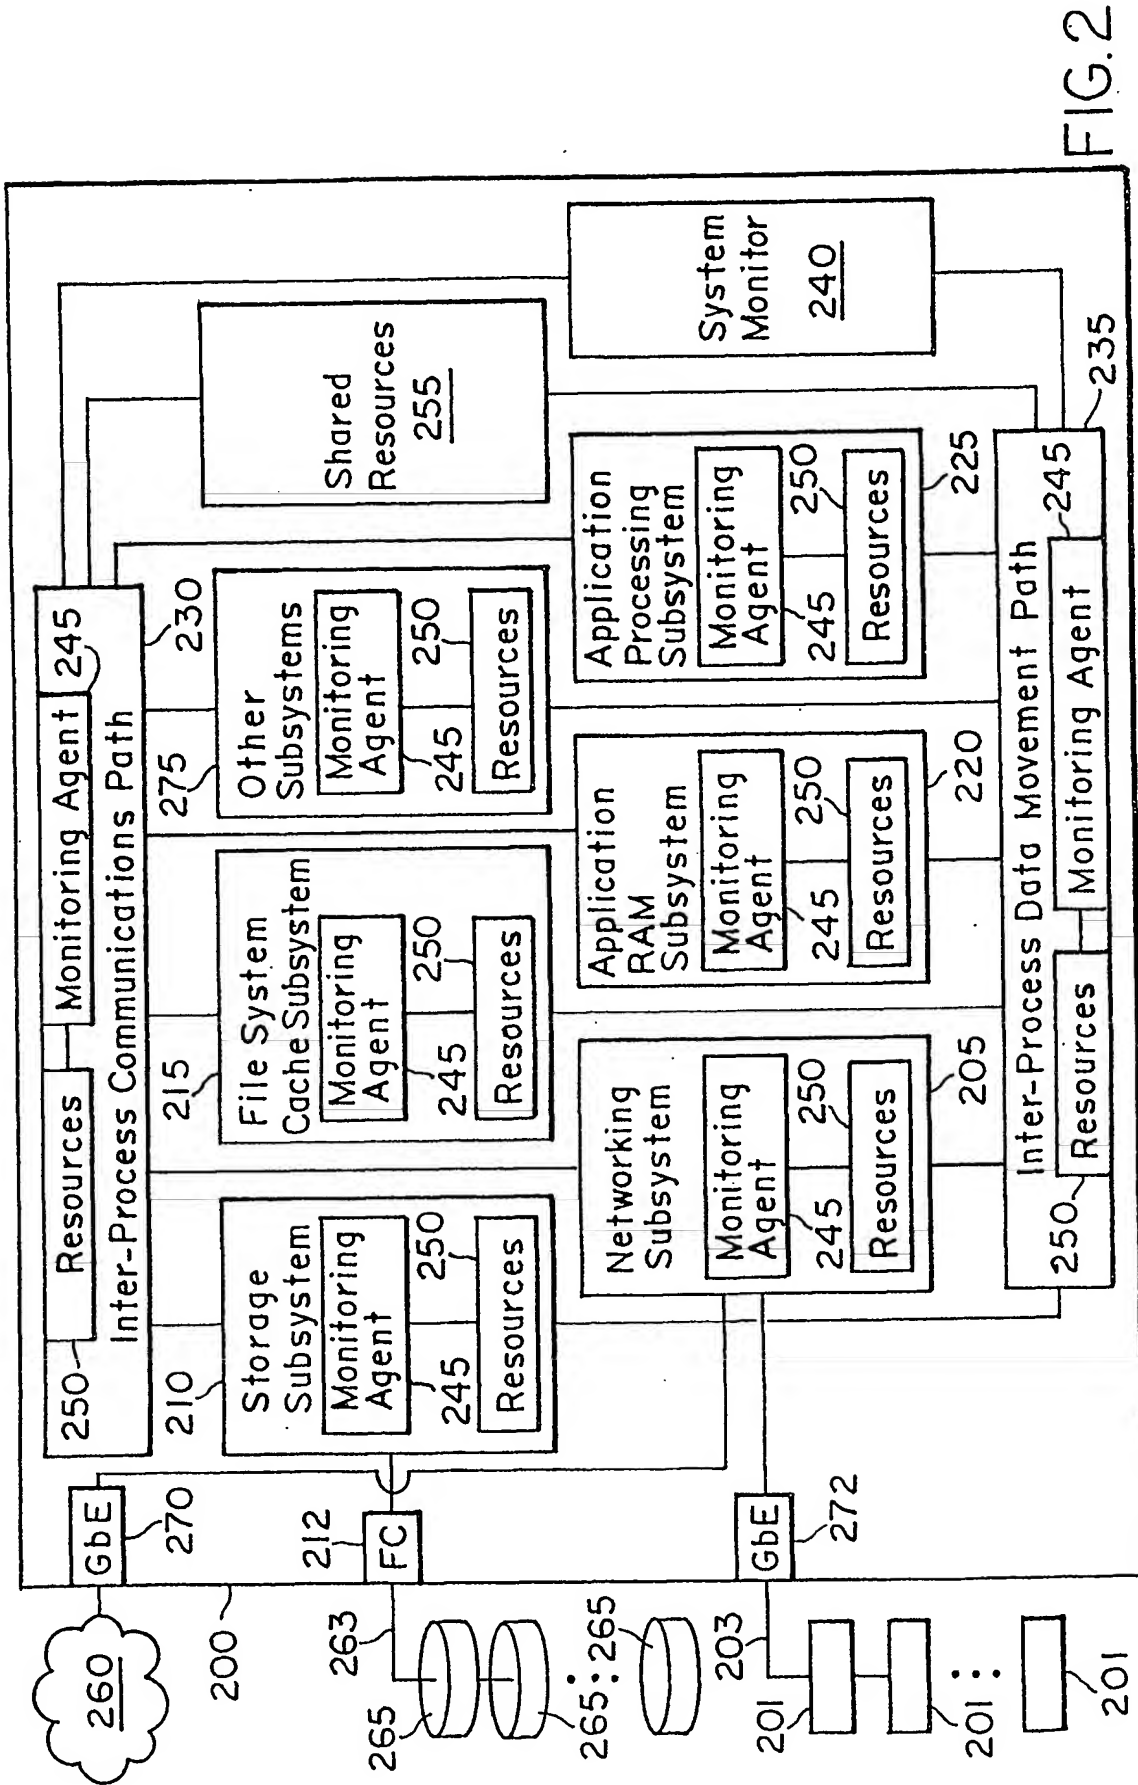 FIG. 2
260
GbE
270
200
250
Resources
Monitoring Agent
245
Inter-Process Communications Path
230
210
Storage
Subsystem
Monitoring
Agent
245
250
Resources
215
File System
Cache Subsystem
Monitoring
Agent
245
250
Resources
275
Other
Subsystems
Monitoring
Agent
245
250
Resources
Shared
Resources
255
System
Monitor
240
212
FC
263
265
265
265
Networking
Subsystem
Monitoring
Agent
245
250
Resources
205
Application
RAM
Subsystem
Monitoring
Agent
245
250
Resources
220
Application
Processing
Subsystem
Monitoring
Agent
245
250
Resources
225
GbE
272
203
201
201
201
Inter-Process Data Movement Path
235
250
Resources
Monitoring Agent
245